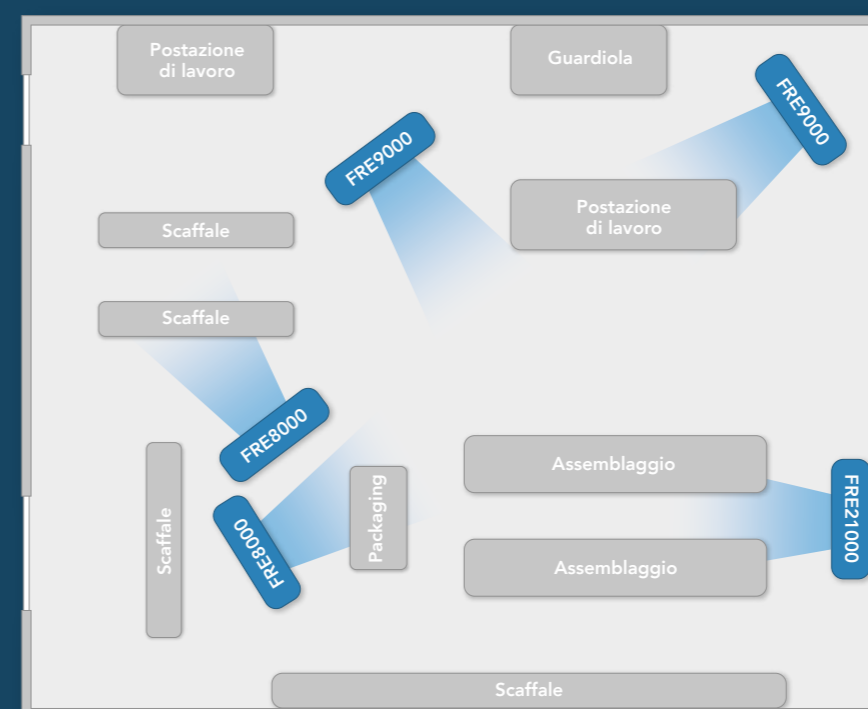 Postazione
di lavoro
Guardiola
FRE9000
FRE9000
Postazione
di lavoro
Scaffale
Scaffale
FRE8000
Assemblaggio
Packaging
FRE21000
Scaffale
FRE8000
Assemblaggio
Scaffale